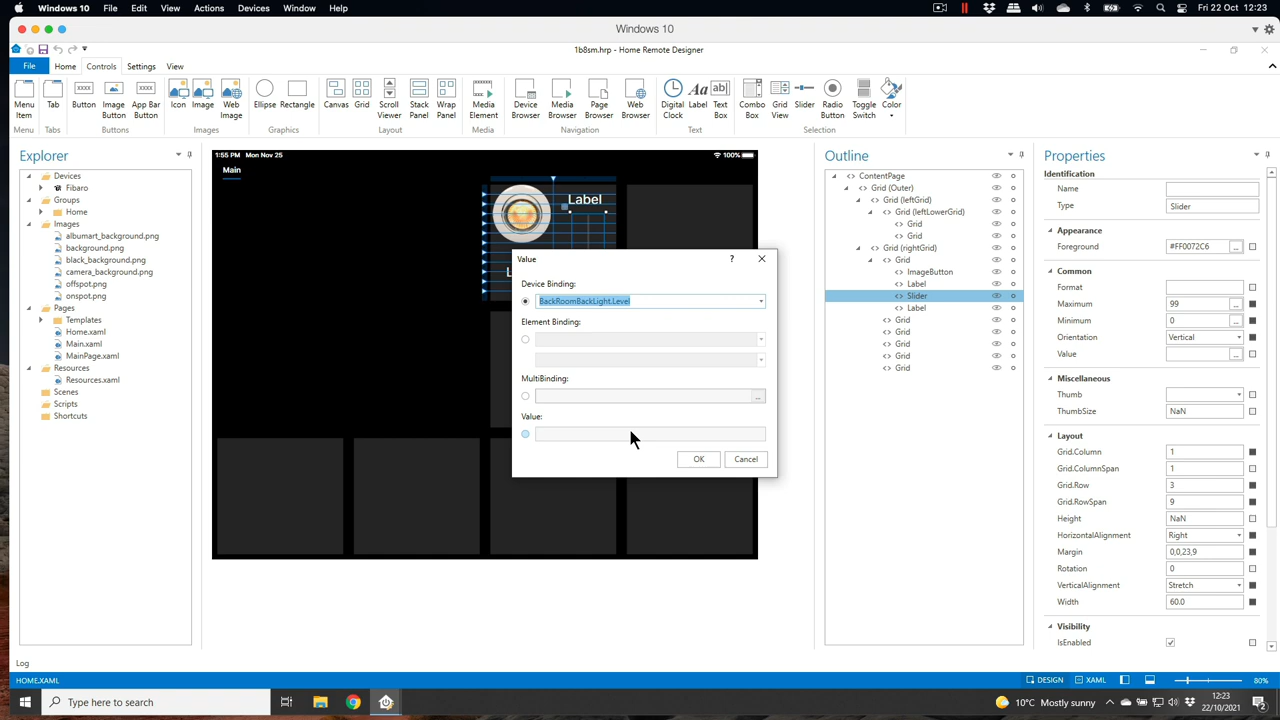 Windows 10 File Edit View Actions Devices Window Help Fri 22 Oct 12:23
Windows 10
1b8sm.hrp - Home Remote Designer
File Home Controls Settings View
Menu Item Tab Button Image Button App Bar Button Icon Image Web Image Ellipse Rectangle Canvas Grid Scroll Viewer Stack Panel Wrap Panel Media Element Device Browser Media Browser Page Browser Web Browser Digital Clock Label Text Box Combo Box Grid View Slider Radio Button Toggle Switch Color
Menu Tabs Buttons Images Graphics Layout Media Navigation Text Selection
Explorer
Devices
Fibaro
Groups
Home
Images
albumart_background.png
background.png
black_background.png
camera_background.png
offspot.png
onspot.png
Pages
Templates
Home.xaml
Main.xaml
MainPage.xaml
Resources
Resources.xaml
Scenes
Scripts
Shortcuts
1:55 PM Mon Nov 25 100%
Main
Label
Value ?
Device Binding:
BackRoomBackLight.Level
Element Binding:
MultiBinding:
...
Value:
OK Cancel
Outline
ContentPage
Grid (Outer)
Grid (leftGrid)
Grid (leftLowerGrid)
Grid
Grid
Grid (rightGrid)
Grid
ImageButton
Label
Slider
Label
Grid
Grid
Grid
Grid
Grid
Properties
Identification
Name
Type Slider
Appearance
Foreground #FF0072C6 ...
Common
Format
Maximum 99 ...
Minimum 0 ...
Orientation Vertical
Value ...
Miscellaneous
Thumb
ThumbSize NaN
Layout
Grid.Column 1
Grid.ColumnSpan 1
Grid.Row 3
Grid.RowSpan 9
Height NaN
HorizontalAlignment Right
Margin 0,0,23,9
Rotation 0
VerticalAlignment Stretch
Width 60.0
Visibility
IsEnabled
Log
HOME.XAML DESIGN XAML 80%
Type here to search 10°C Mostly sunny 12:23
22/10/2021 2